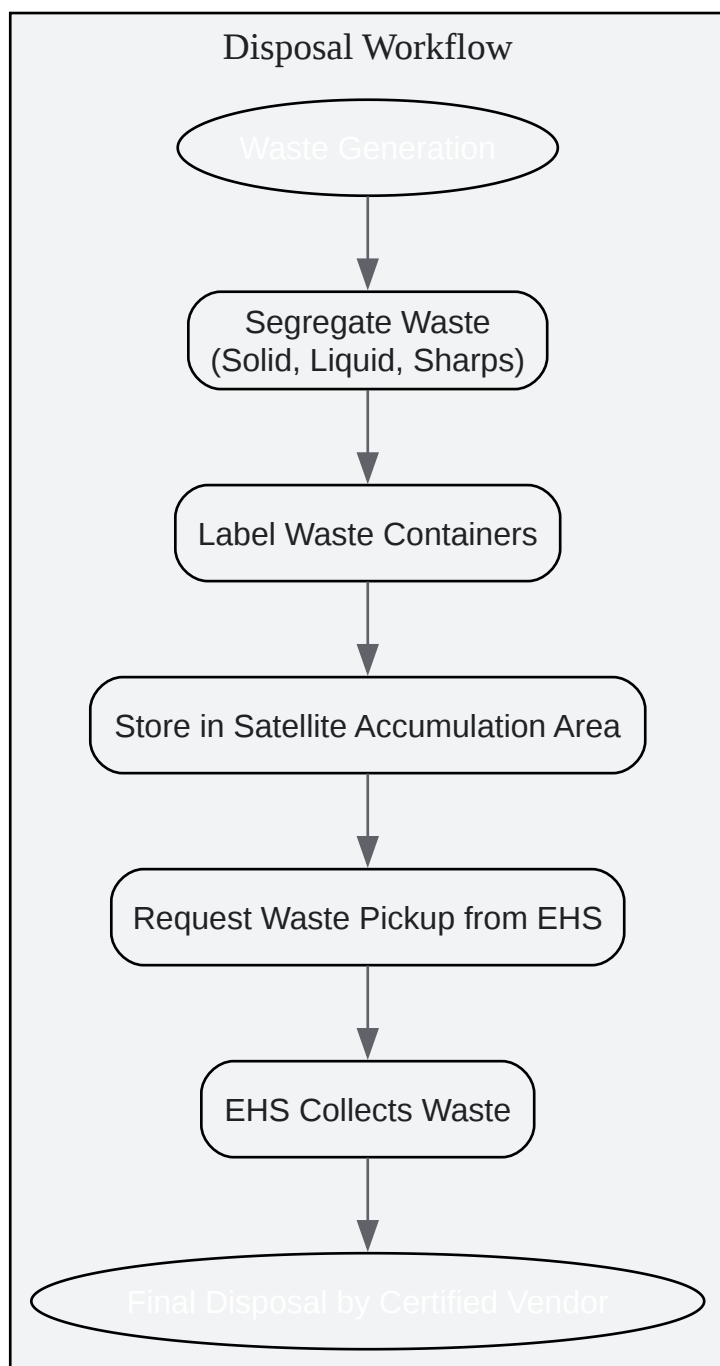 Disposal Workflow
Waste Generation
Segregate Waste
(Solid, Liquid, Sharps)
Label Waste Containers
Store in Satellite Accumulation Area
Request Waste Pickup from EHS
EHS Collects Waste
Final Disposal by Certified Vendor